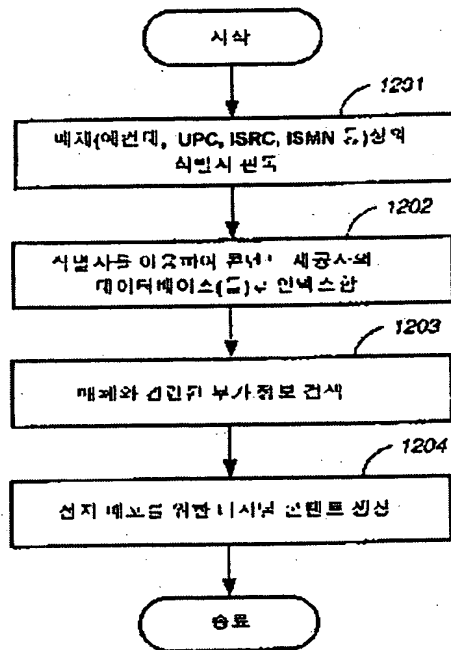 시작
1201
매체(예컨대, UPC, ISRC, ISMN 등)상의
식별자 판독
1202
식별자를 이용하여 콘텐트 제공자의
데이터베이스(들)를 인덱스함
1203
매체와 관련된 부가 정보 검색
1204
전자 배포를 위한 디지털 콘텐트 생성
종료